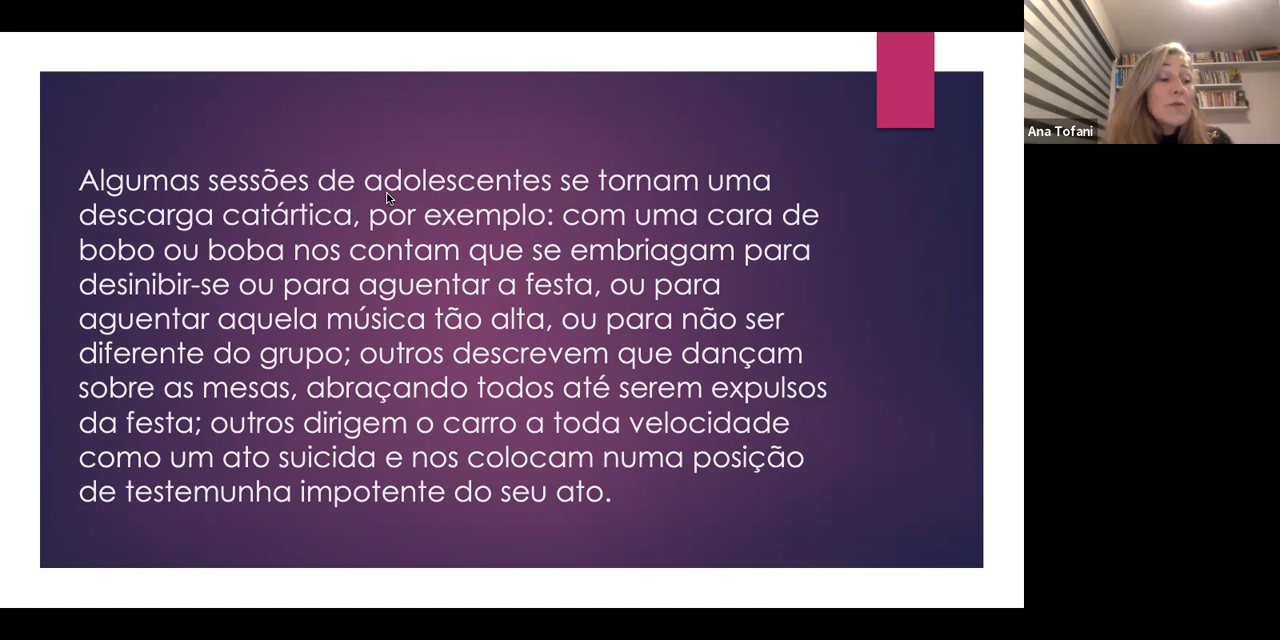 Algumas sessões de adolescentes se tornam uma
descarga catártica, por exemplo: com uma cara de
bobo ou boba nos contam que se embriagam para
desinibir-se ou para aguentar a festa, ou para
aguentar aquela música tão alta, ou para não ser
diferente do grupo; outros descrevem que dançam
sobre as mesas, abraçando todos até serem expulsos
da festa; outros dirigem o carro a toda velocidade
como um ato suicida e nos colocam numa posição
de testemunha impotente do seu ato.
Ana Tofani